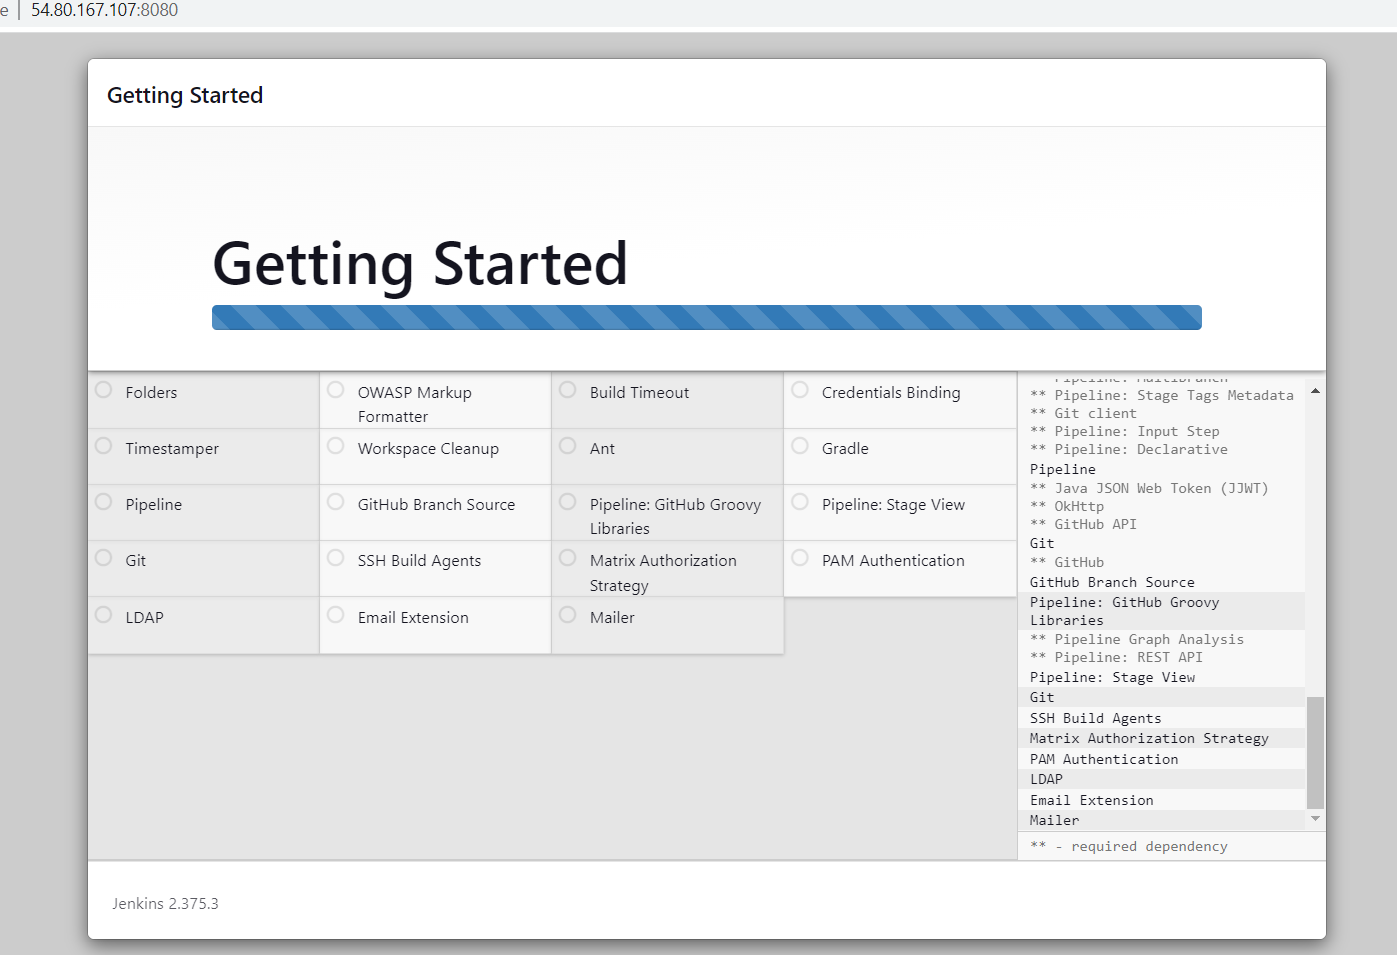 e | 54.80.167.107:8080
Getting Started
Getting Started
Folders
OWASP Markup
Formatter
Build Timeout
Credentials Binding
Timestamper
Workspace Cleanup
Ant
Gradle
Pipeline
GitHub Branch Source
Pipeline: GitHub Groovy
Libraries
Pipeline: Stage View
Git
SSH Build Agents
Matrix Authorization
Strategy
PAM Authentication
LDAP
Email Extension
Mailer
** Pipeline: Multibranch
** Pipeline: Stage Tags Metadata
** Git client
** Pipeline: Input Step
** Pipeline: Declarative
Pipeline
** Java JSON Web Token (JJWT)
** OkHttp
** GitHub API
Git
** GitHub
GitHub Branch Source
Pipeline: GitHub Groovy
Libraries
** Pipeline Graph Analysis
** Pipeline: REST API
Pipeline: Stage View
Git
SSH Build Agents
Matrix Authorization Strategy
PAM Authentication
LDAP
Email Extension
Mailer
** - required dependency
Jenkins 2.375.3